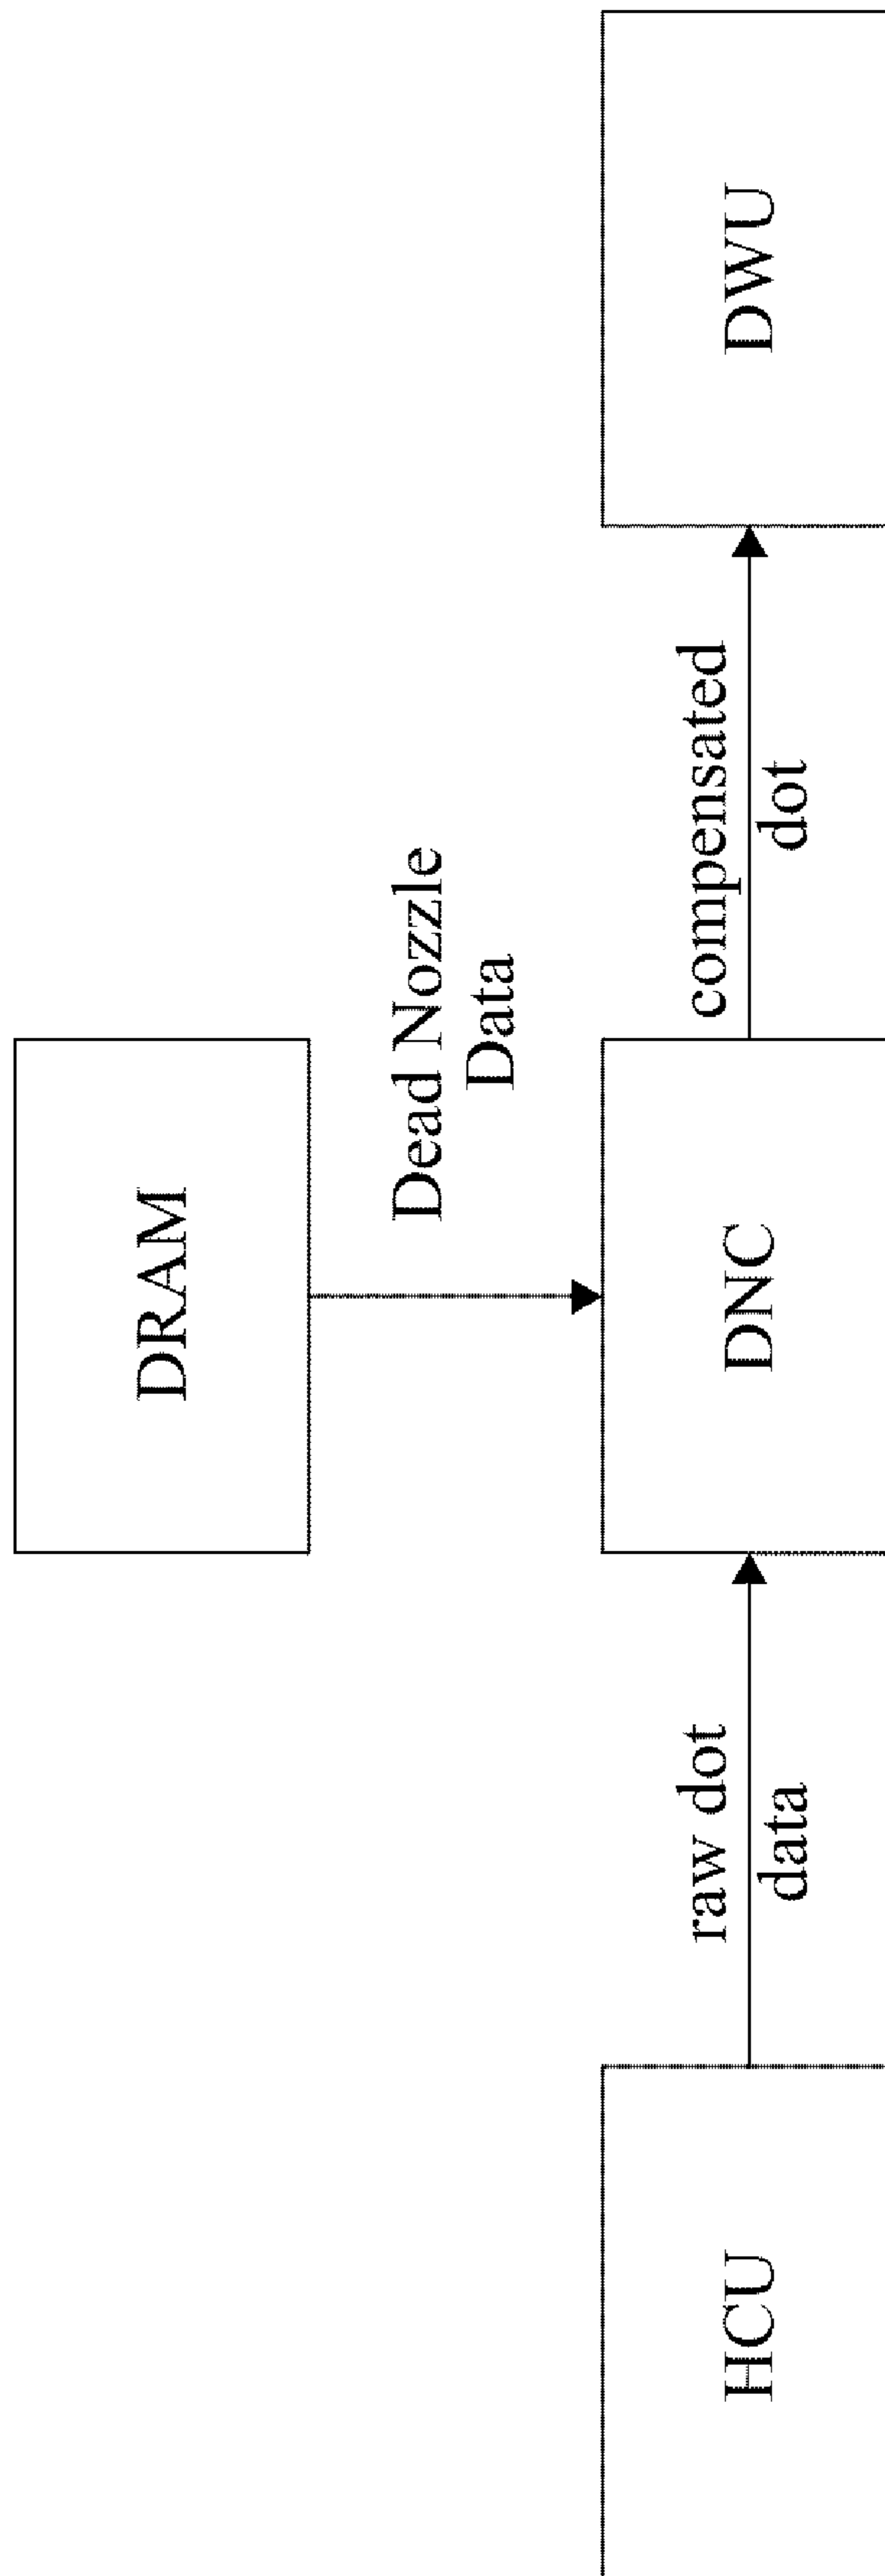 DRAM
Dead Nozzle
Data
HCU
raw dot
data
DNC
compensated
dot
DWU